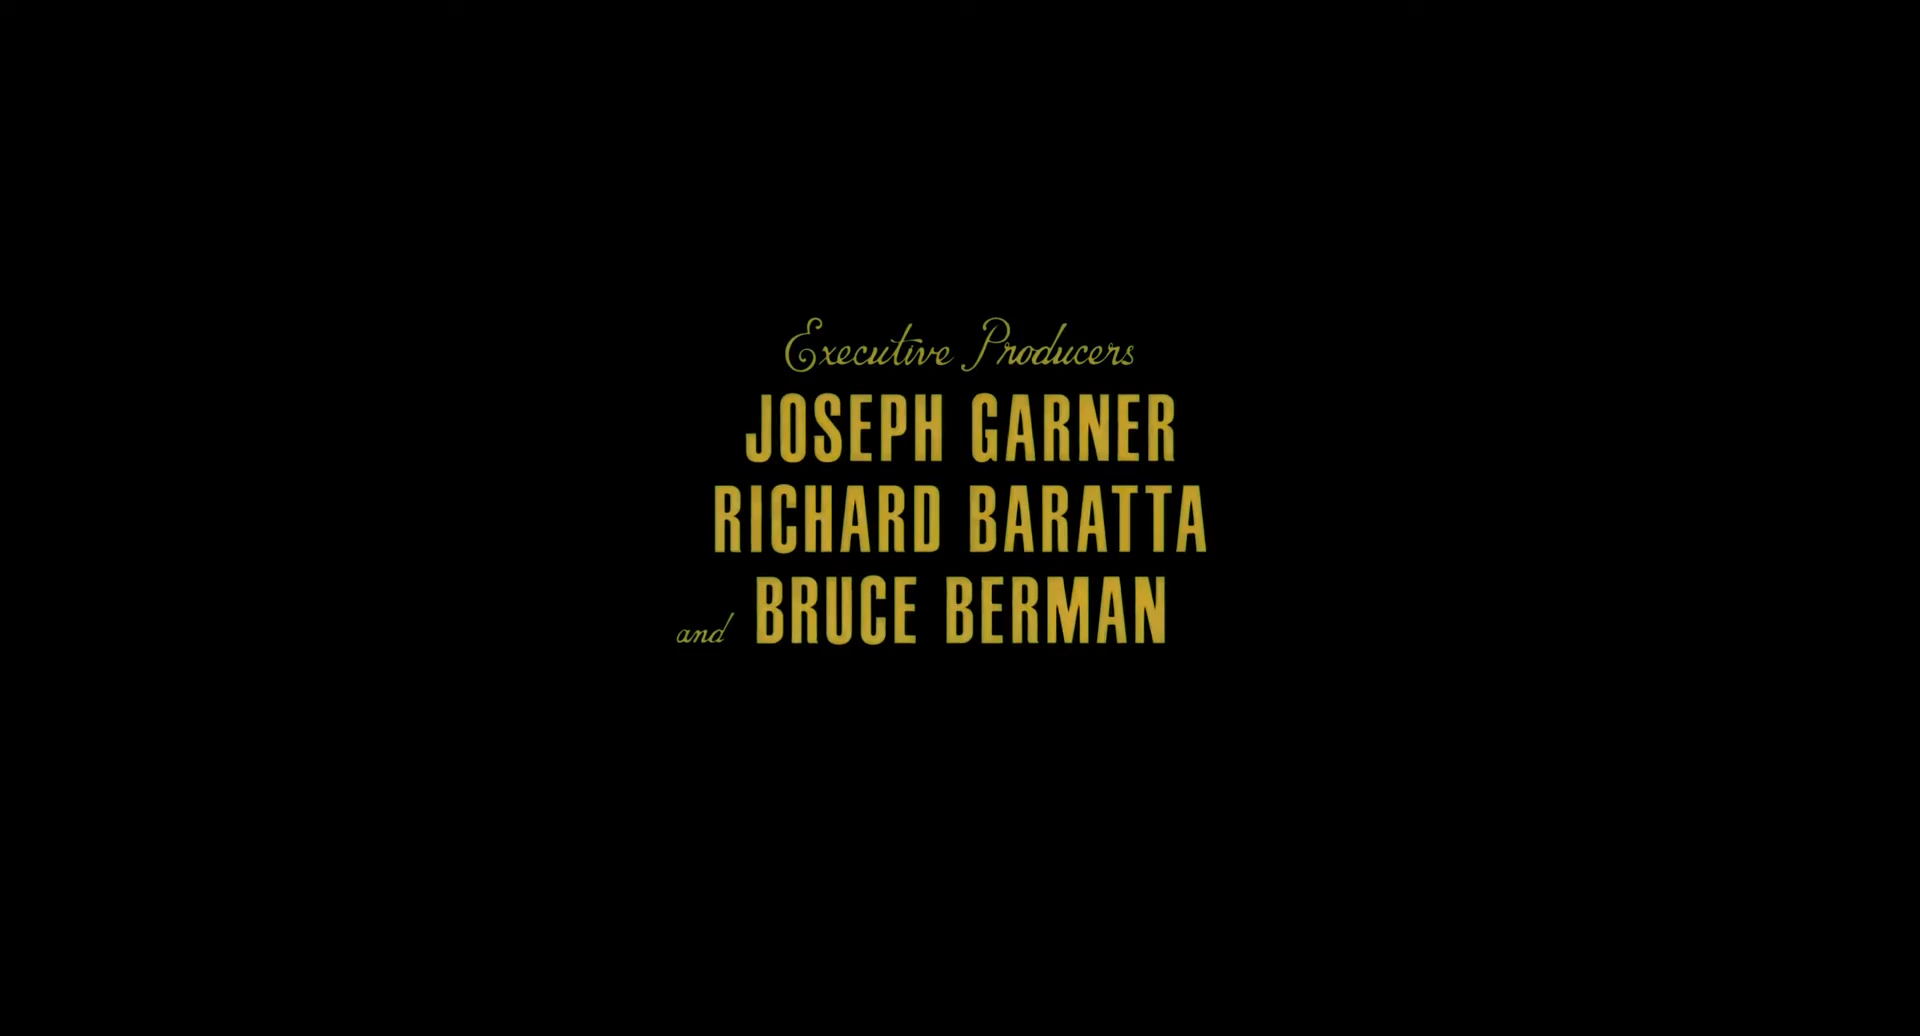 Executive Producers
JOSEPH GARNER
RICHARD BARATTA
and BRUCE BERMAN